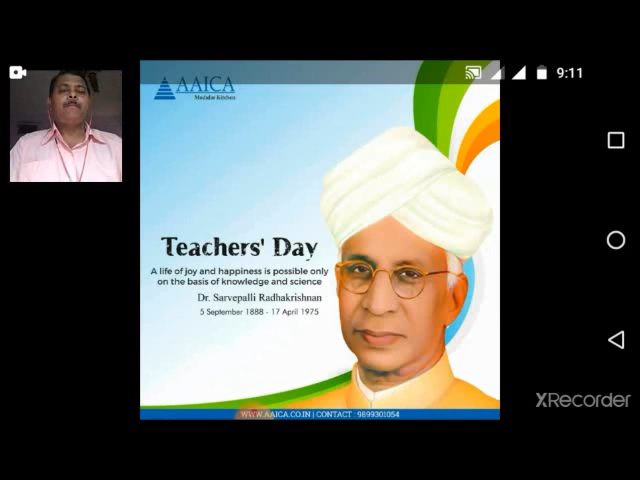 9:11
AAICA
Modular Kitchen
Teachers' Day
A life of joy and happiness is possible only
on the basis of knowledge and science
Dr. Sarvepalli Radhakrishnan
5 September 1888 - 17 April 1975
WWW.AAICA.CO.IN | CONTACT : 9899301054
XRecorder